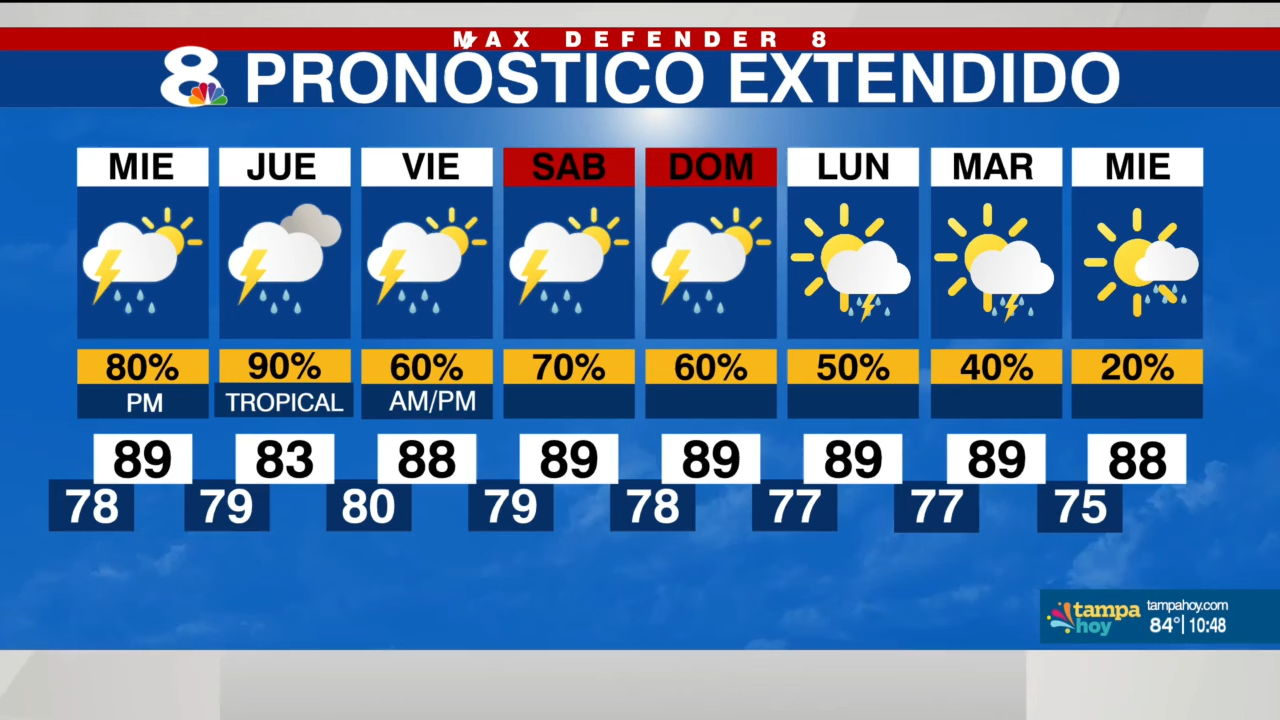 MAX DEFENDER 8
8 PRONÓSTICO EXTENDIDO
MIE JUE VIE SAB DOM LUN MAR MIE
80% 90% 60% 70% 60% 50% 40% 20%
PM TROPICAL AM/PM
89 83 88 89 89 89 89 88
78 79 80 79 78 77 77 75
tampa hoy
tampahoy.com
84° 10:48